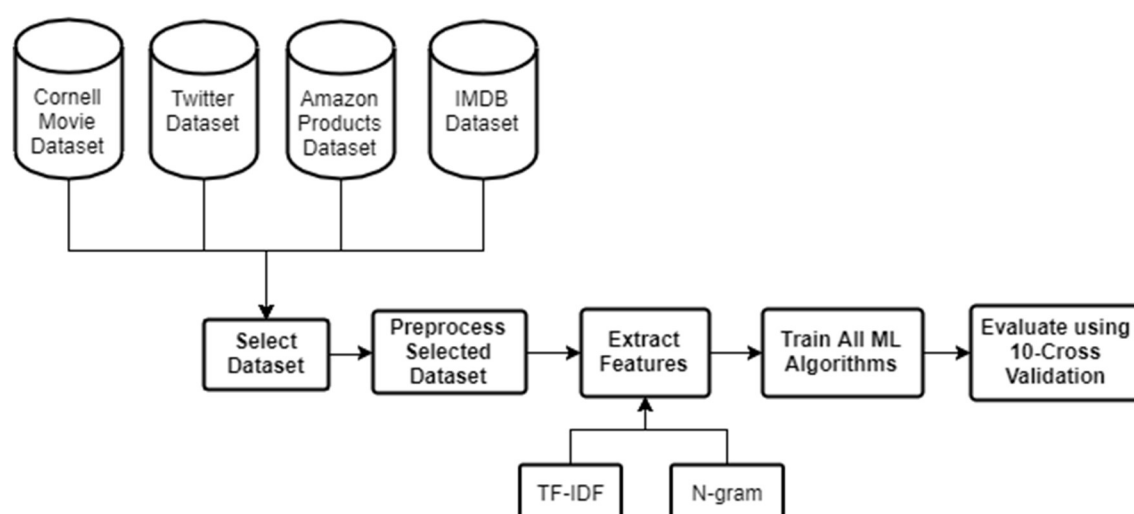 Cornell
Movie
Dataset
Twitter
Dataset
Amazon
Products
Dataset
IMDB
Dataset
Select
Dataset
Preprocess
Selected
Dataset
Extract
Features
Train All ML
Algorithms
Evaluate using
10-Cross
Validation
TF-IDF
N-gram